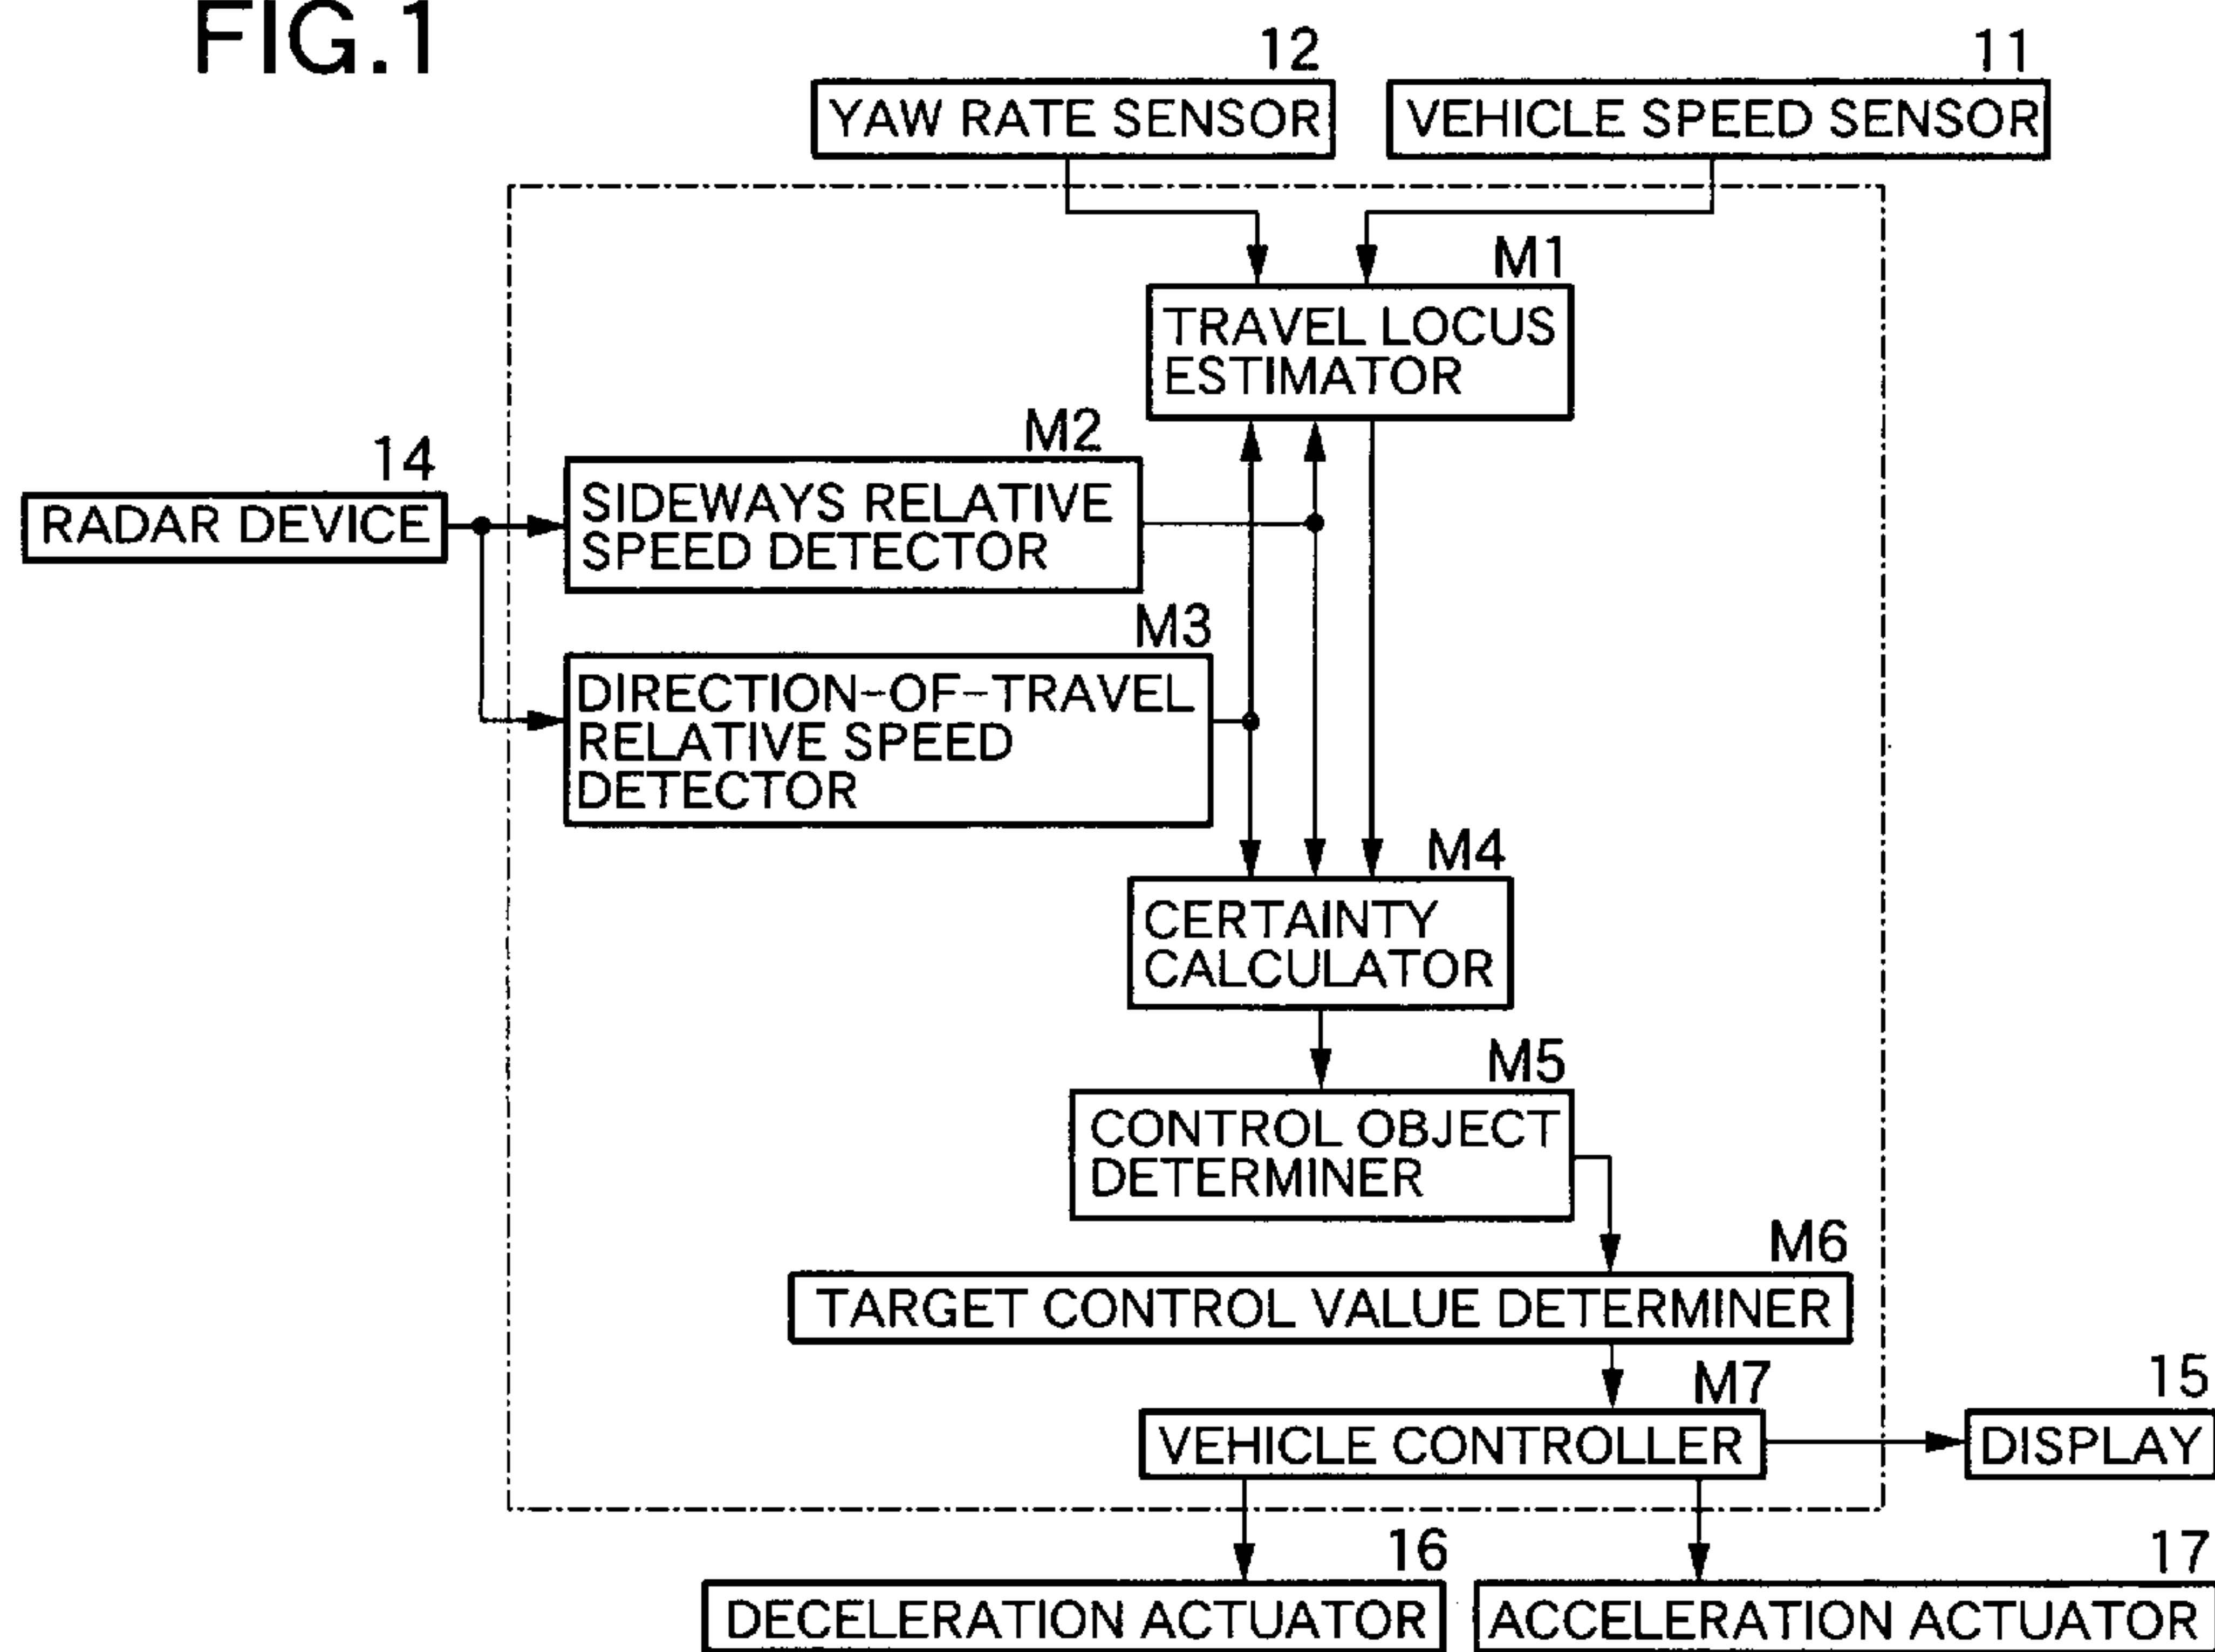 FIG.1
12
YAW RATE SENSOR
11
VEHICLE SPEED SENSOR
M1
TRAVEL LOCUS
ESTIMATOR
14
RADAR DEVICE
M2
SIDEWAYS RELATIVE
SPEED DETECTOR
M3
DIRECTION-OF-TRAVEL
RELATIVE SPEED
DETECTOR
M4
CERTAINTY
CALCULATOR
M5
CONTROL OBJECT
DETERMINER
M6
TARGET CONTROL VALUE DETERMINER
M7
VEHICLE CONTROLLER
15
DISPLAY
16
DECELERATION ACTUATOR
17
ACCELERATION ACTUATOR